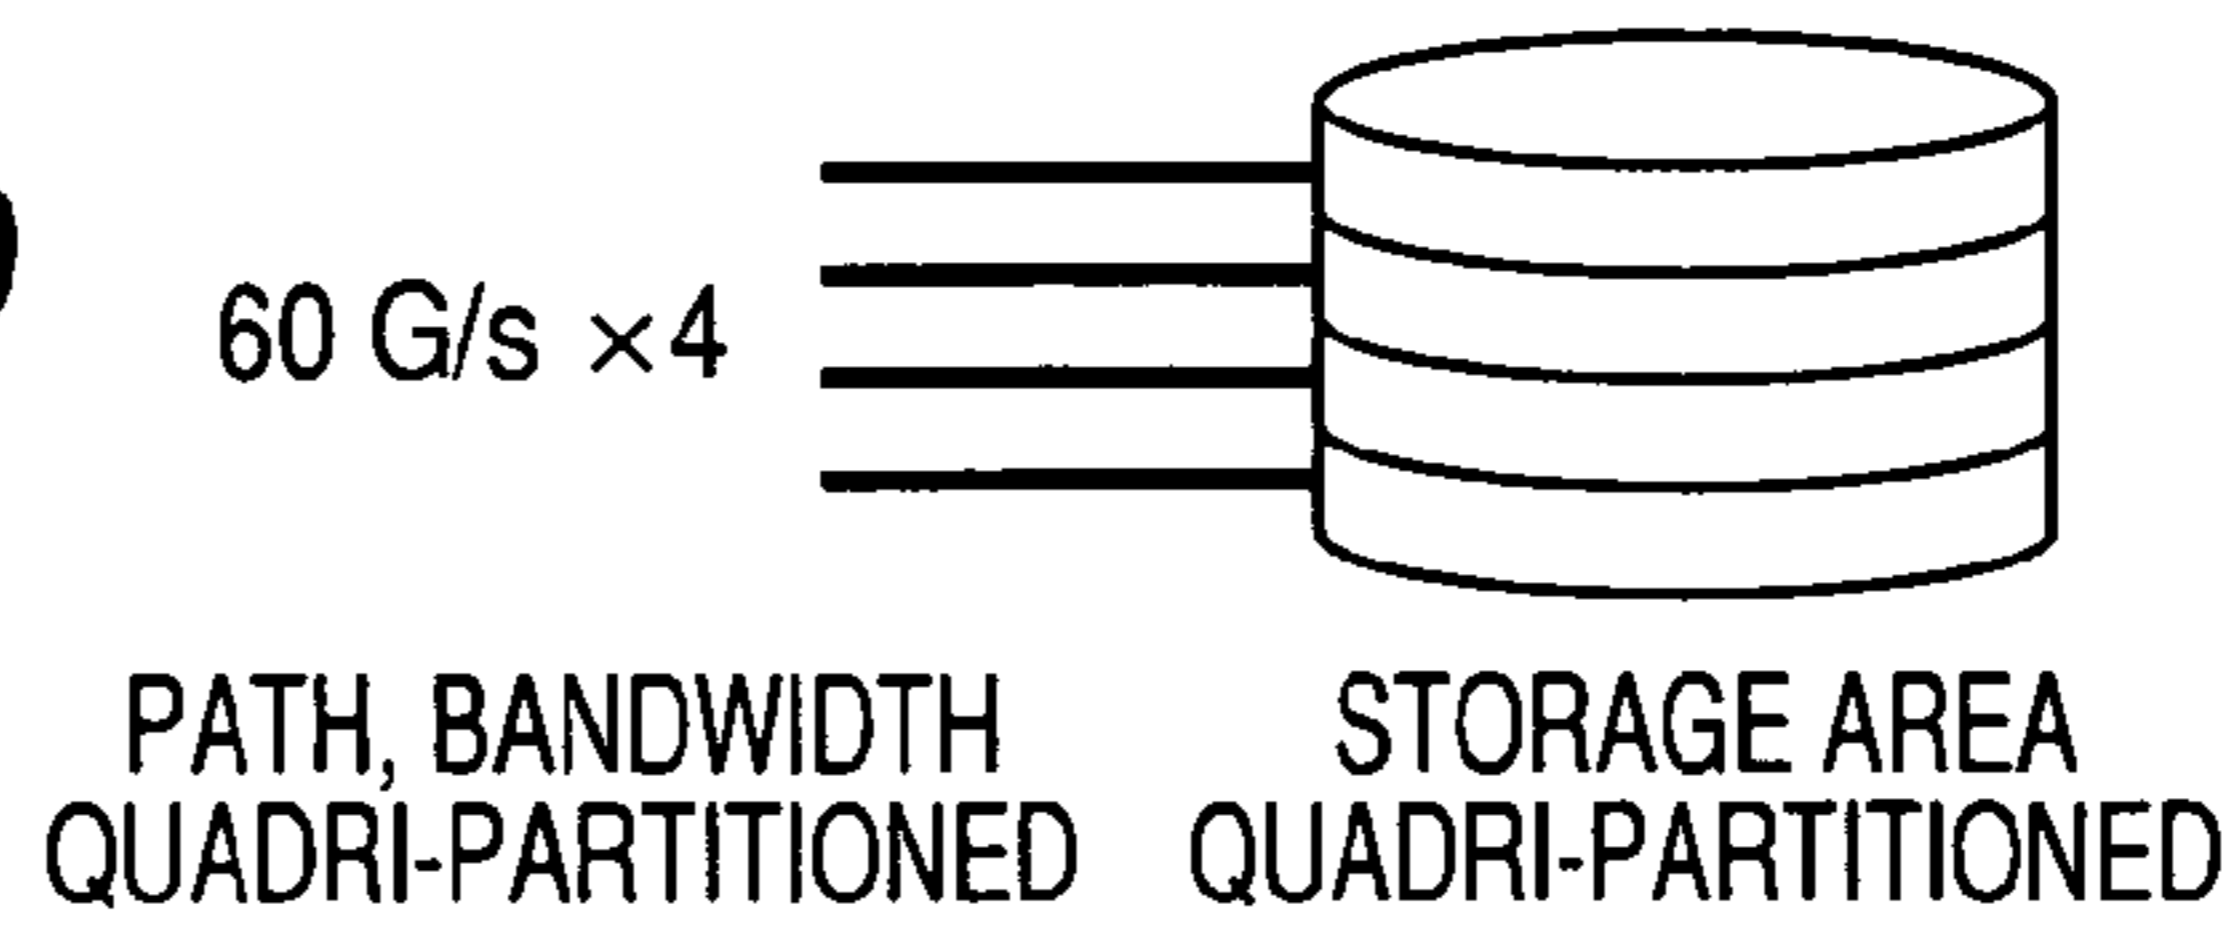 60 G/s ×4
PATH, BANDWIDTH
QUADRI-PARTITIONED
STORAGE AREA
QUADRI-PARTITIONED